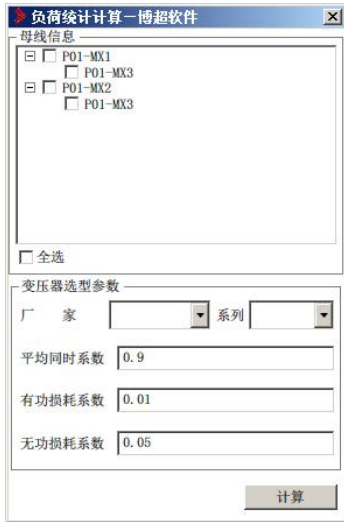 负荷统计计算－博超软件
母线信息
P01-MX1
P01-MX3
P01-MX2
P01-MX3
全选
变压器选型参数
厂 家 系列
平均同时系数 0.9
有功损耗系数 0.01
无功损耗系数 0.05
计算